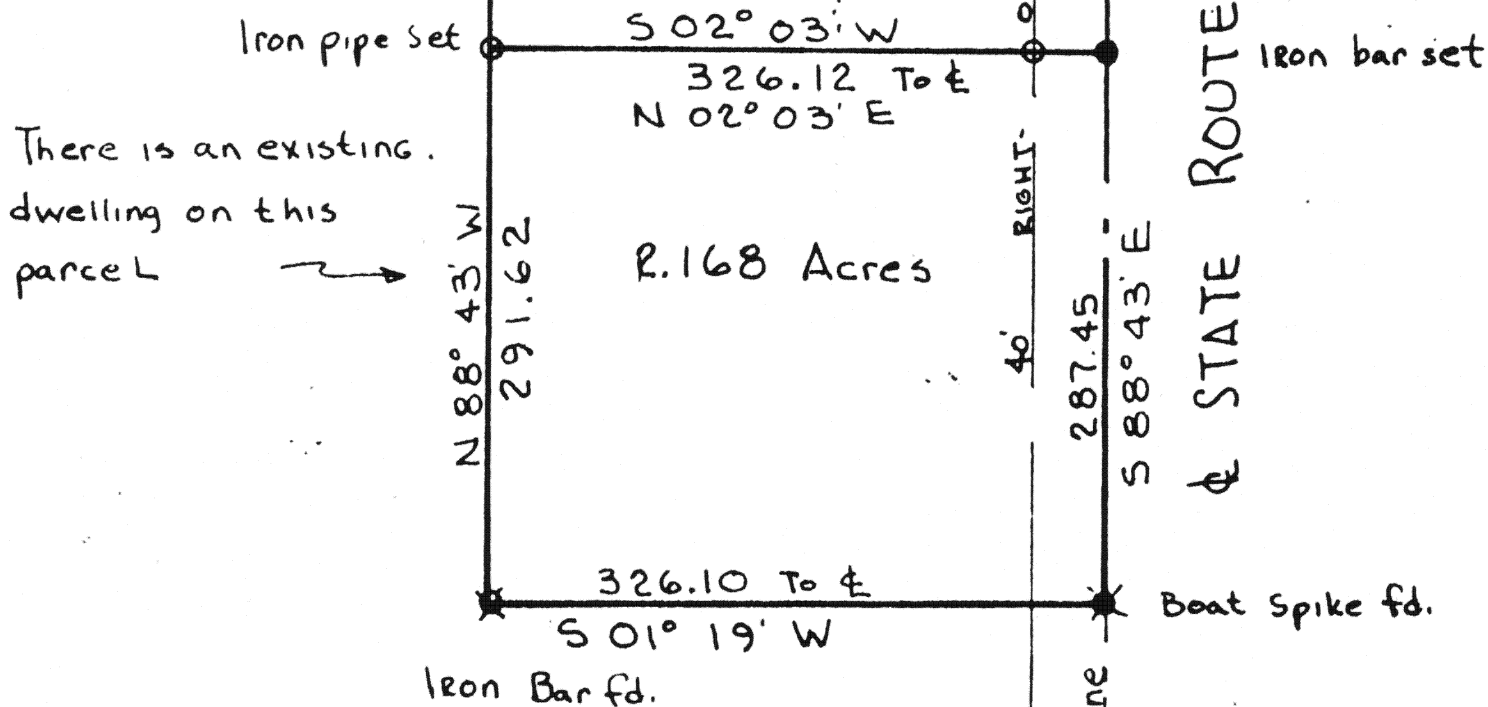 Iron pipe set
S 02° 03' W
326.12 To ℄
N 02° 03' E
Iron bar set
There is an existing.
dwelling on this
parcel
N 88° 43' W
291.62
2.168 Acres
RIGHT-
40'
287.45
S 88° 43' E
℄ STATE ROUTE
326.10 To ℄
S 01° 19' W
Iron Bar fd.
Boat Spike fd.